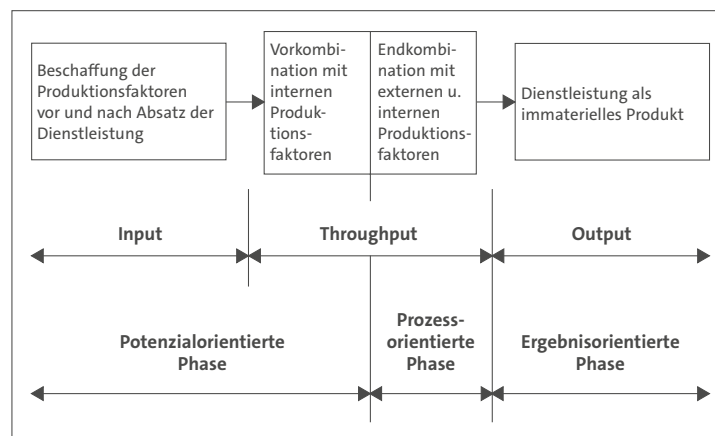 Beschaffung der
Produktionsfaktoren
vor und nach Absatz der
Dienstleistung
Vorkombi-
nation mit
internen
Produk-
tions-
faktoren
Endkombi-
nation mit
externen u.
internen
Produktions-
faktoren
Dienstleistung als
immaterielles Produkt
Input
Throughput
Output
Potenzialorientierte
Phase
Prozess-
orientierte
Phase
Ergebnisorientierte
Phase